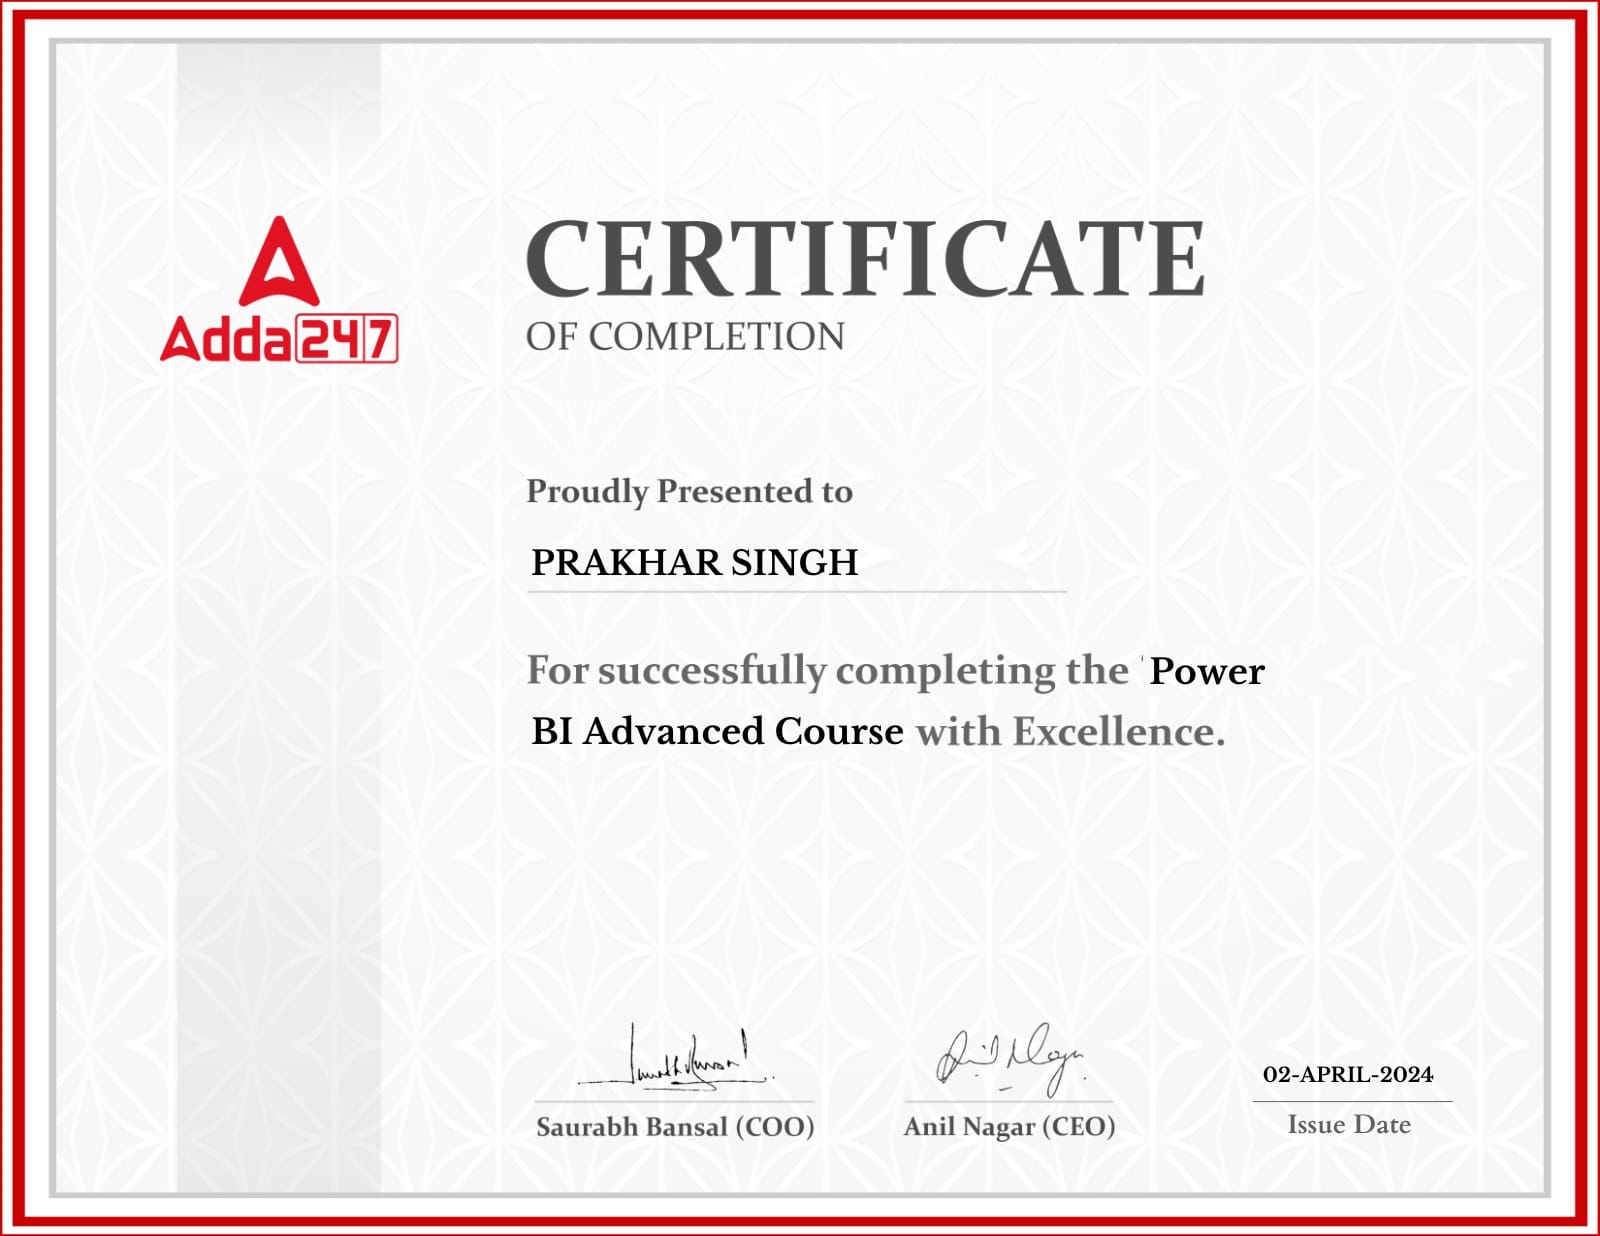 Adda247
CERTIFICATE
OF COMPLETION
Proudly Presented to
PRAKHAR SINGH
For successfully completing the ' Power
BI Advanced Course with Excellence.
02-APRIL-2024
Saurabh Bansal (COO)
Anil Nagar (CEO)
Issue Date